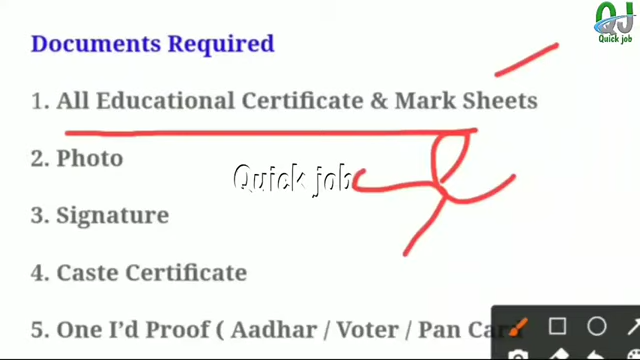 QJ
Quick job
Documents Required
1. All Educational Certificate & Mark Sheets
2. Photo
Quick job
3. Signature
4. Caste Certificate
5. One I'd Proof ( Aadhar / Voter / Pan Card